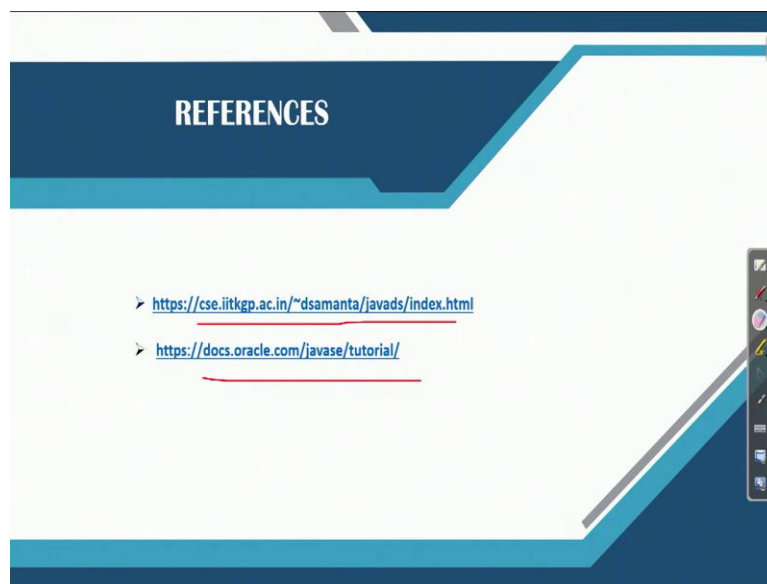 REFERENCES
➢ https://cse.iitkgp.ac.in/~dsamanta/javads/index.html
➢ https://docs.oracle.com/javase/tutorial/